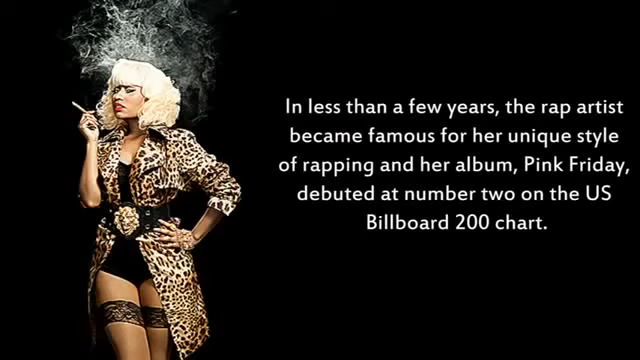 In less than a few years, the rap artist
became famous for her unique style
of rapping and her album, Pink Friday,
debuted at number two on the US
Billboard 200 chart.